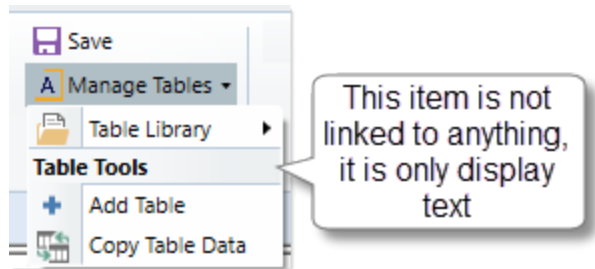 Save
A Manage Tables
Table Library
Table Tools
Add Table
Copy Table Data
This item is not
linked to anything,
it is only display
text